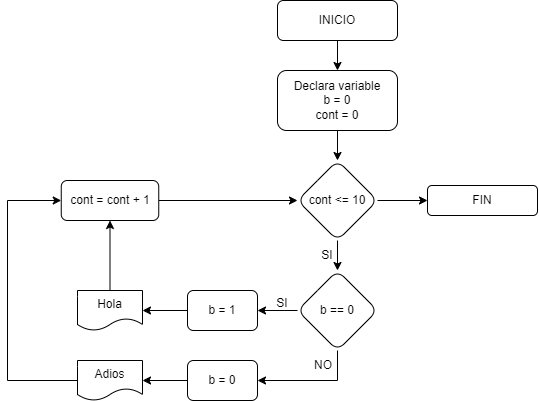 INICIO
Declara variable
b = 0
cont = 0
cont = cont + 1
cont <= 10
FIN
SI
Hola
b = 1
SI
b == 0
NO
Adios
b = 0